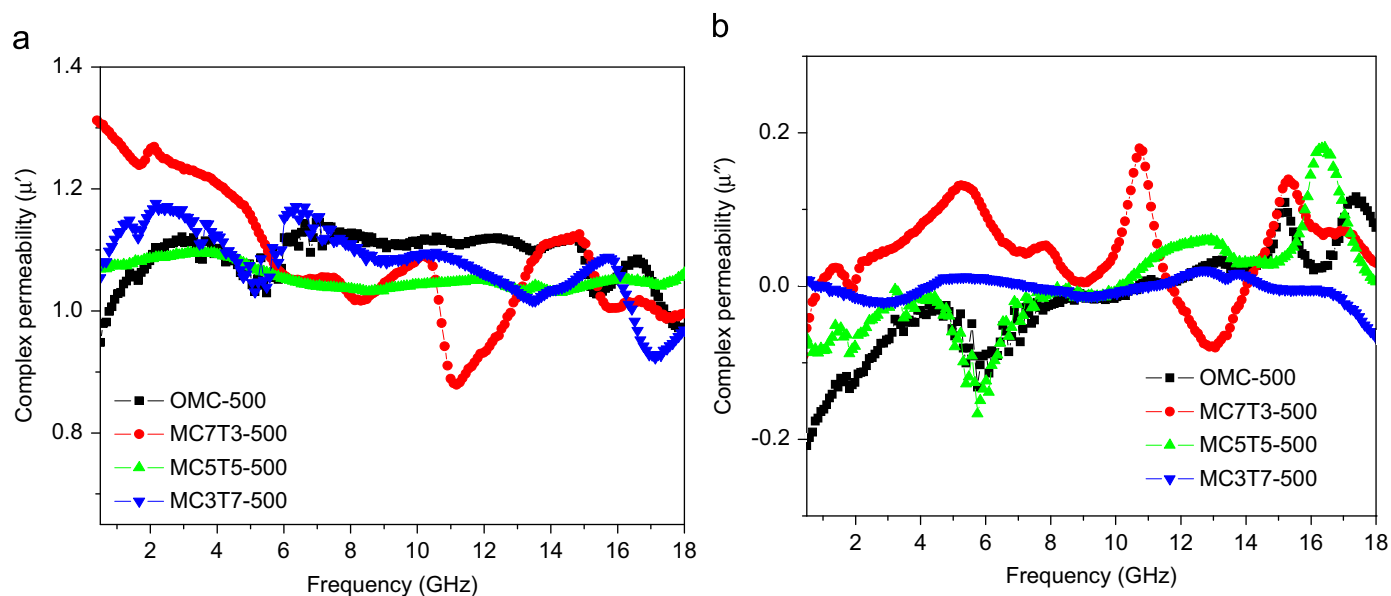 a
Complex permeability (μ′)
1.4
1.2
1.0
0.8
OMC-500
MC7T3-500
MC5T5-500
MC3T7-500
2 4 6 8 10 12 14 16 18
Frequency (GHz)
b
Complex permeability (μ″)
0.2
0.0
-0.2
OMC-500
MC7T3-500
MC5T5-500
MC3T7-500
2 4 6 8 10 12 14 16 18
Frequency (GHz)